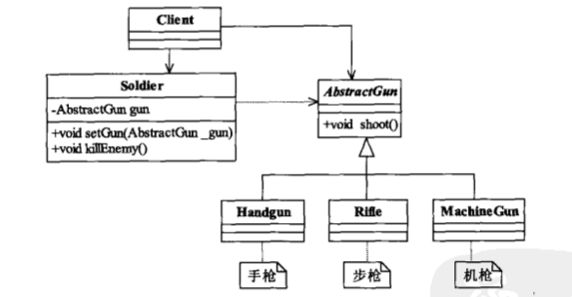 Client
Soldier
-AbstractGun gun
+void setGun(AbstractGun _gun)
+void killEnemy()
AbstractGun
+void shoot()
Handgun
Rifle
MachineGun
手枪
步枪
机枪